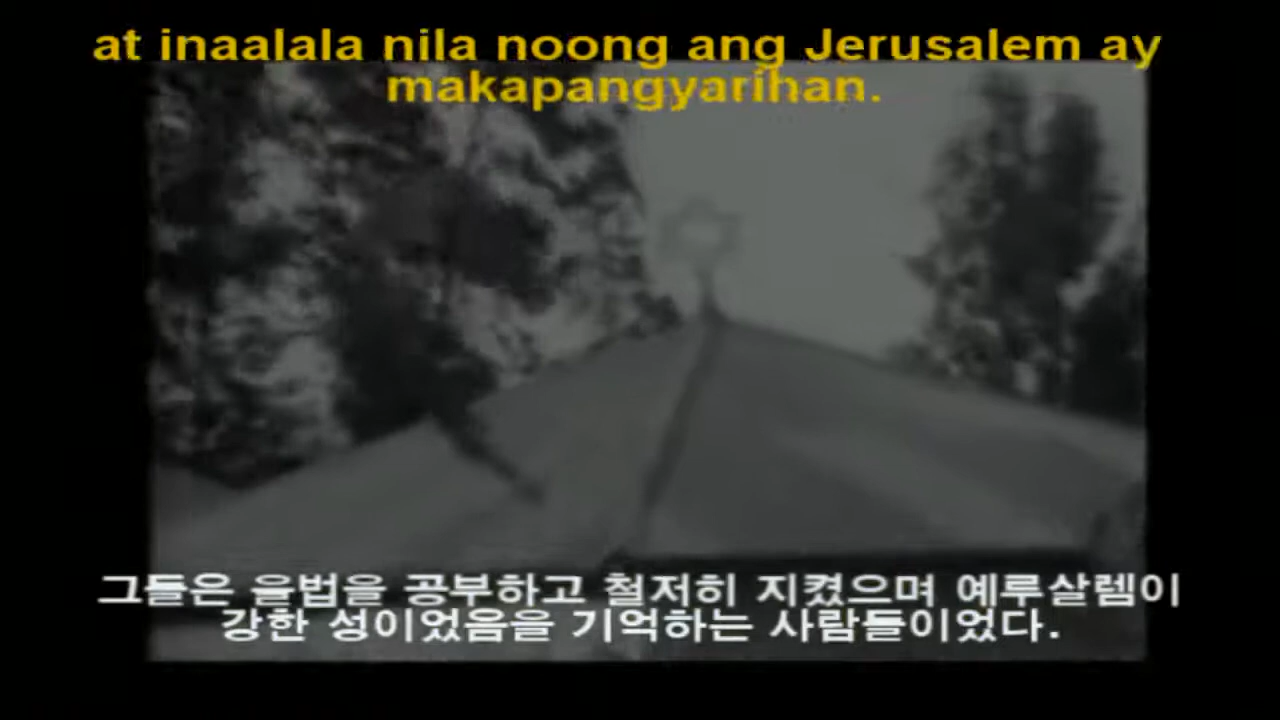 at inaalala nila noong ang Jerusalem ay
makapangyarihan.
그들은 율법을 공부하고 철저히 지켰으며 예루살렘이
강한 성이었음을 기억하는 사람들이었다.